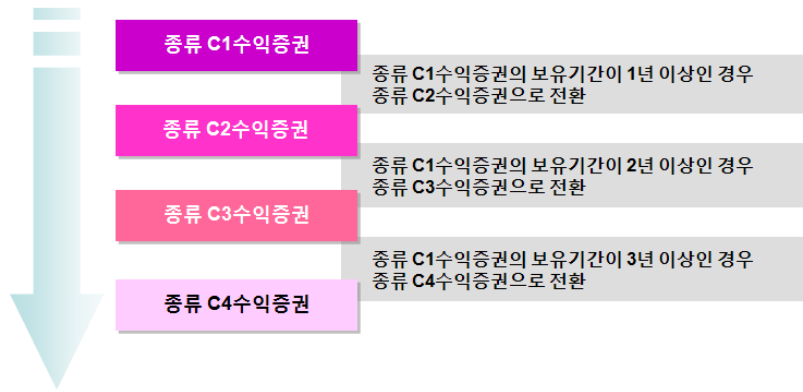 종류 C1수익증권
종류 C1수익증권의 보유기간이 1년 이상인 경우
종류 C2수익증권으로 전환
종류 C2수익증권
종류 C1수익증권의 보유기간이 2년 이상인 경우
종류 C3수익증권으로 전환
종류 C3수익증권
종류 C1수익증권의 보유기간이 3년 이상인 경우
종류 C4수익증권으로 전환
종류 C4수익증권